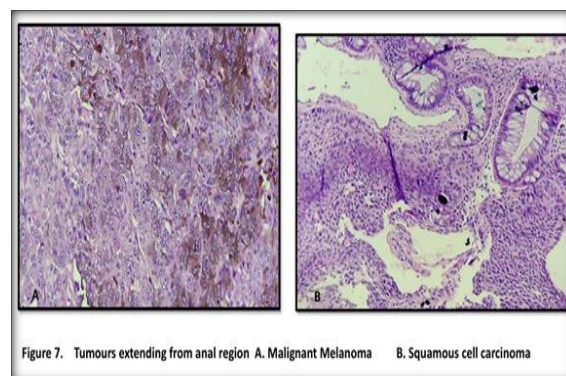 A
B
Figure 7. Tumours extending from anal region A. Malignant Melanoma B. Squamous cell carcinoma